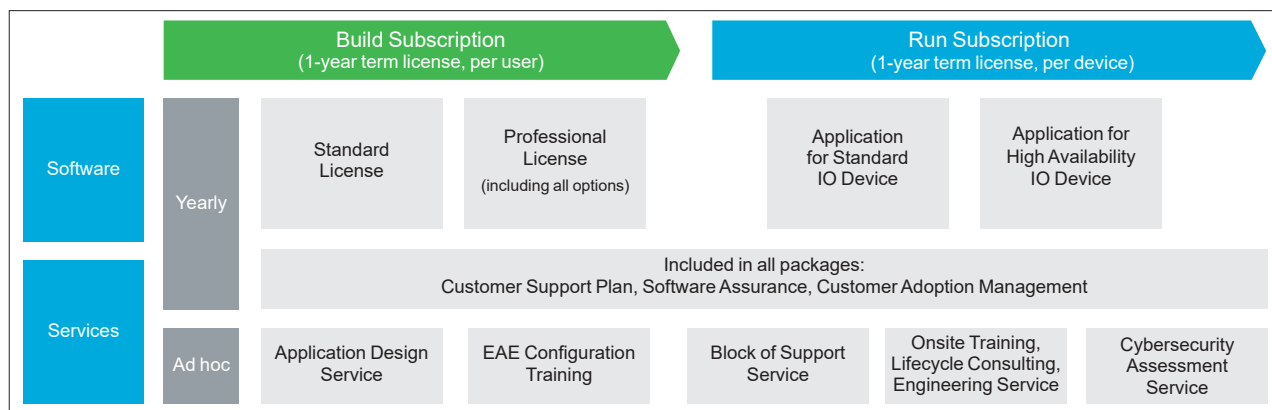 Build Subscription
(1-year term license, per user)
Run Subscription
(1-year term license, per device)
Software
Yearly
Standard
License
Professional
License
(including all options)
Application
for Standard
IO Device
Application for
High Availability
IO Device
Services
Included in all packages:
Customer Support Plan, Software Assurance, Customer Adoption Management
Ad hoc
Application Design
Service
EAE Configuration
Training
Block of Support
Service
Onsite Training,
Lifecycle Consulting,
Engineering Service
Cybersecurity
Assessment
Service